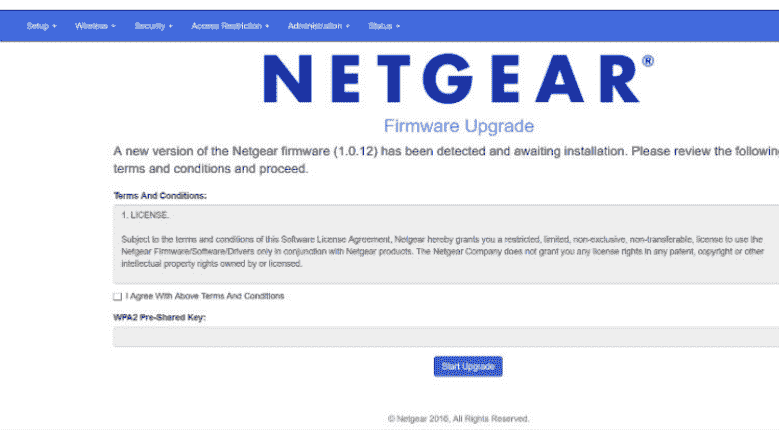 Setup Wireless Security Access Restriction Administration Status
NETGEAR®
Firmware Upgrade
A new version of the Netgear firmware (1.0.12) has been detected and awaiting installation. Please review the followin
terms and conditions and proceed.
Terms And Conditions:
1. LICENSE.
Subject to the terms and conditions of this Software License Agreement, Netgear hereby grants you a restricted, limited, non-exclusive, non-transferable, license to use the
Netgear Firmware/Software/Drivers only in conjunction with Netgear products. The Netgear Company does not grant you any license rights in any patent, copyright or other
intellectual property rights owned by or licensed.
I Agree With Above Terms And Conditions
WPA2 Pre-Shared Key:
Start Upgrade
© Netgear 2016, All Rights Reserved.